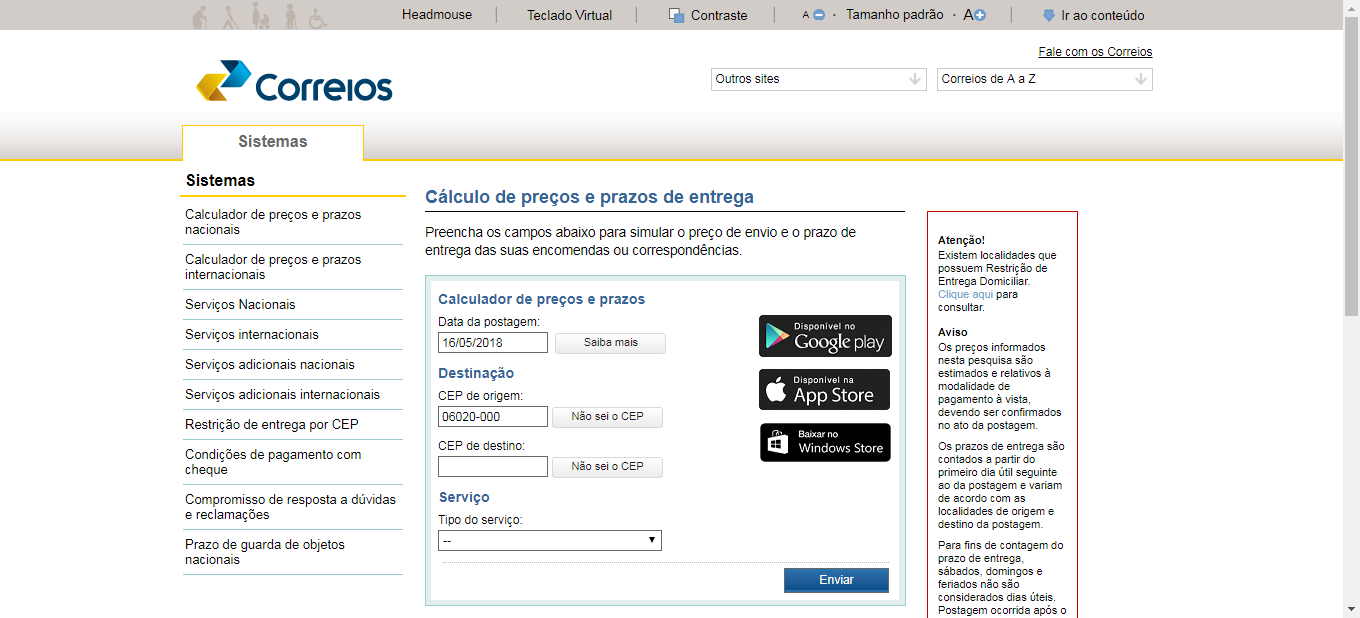 Headmouse
Teclado Virtual
Contraste
A
Tamanho padrão
A
Ir ao conteúdo
Fale com os Correios
Correios
Outros sites
Correios de A a Z
Sistemas
Sistemas
Calculador de preços e prazos
nacionais
Calculador de preços e prazos
internacionais
Serviços Nacionais
Serviços internacionais
Serviços adicionais nacionais
Serviços adicionais internacionais
Restrição de entrega por CEP
Condições de pagamento com
cheque
Compromisso de resposta a dúvidas
e reclamações
Prazo de guarda de objetos
nacionais
Cálculo de preços e prazos de entrega
Preencha os campos abaixo para simular o preço de envio e o prazo de
entrega das suas encomendas ou correspondências.
Calculador de preços e prazos
Data da postagem:
16/05/2018
Saiba mais
Destinação
CEP de origem:
06020-000
Não sei o CEP
CEP de destino:
Não sei o CEP
Serviço
Tipo do serviço:
--
Enviar
Disponível no
Google play
Disponível na
App Store
Baixar no
Windows Store
Atenção!
Existem localidades que
possuem Restrição de
Entrega Domiciliar.
Clique aqui para
consultar.
Aviso
Os preços informados
nesta pesquisa são
estimados e relativos à
modalidade de
pagamento à vista,
devendo ser confirmados
no ato da postagem.
Os prazos de entrega são
contados a partir do
primeiro dia útil seguinte
ao da postagem e variam
de acordo com as
localidades de origem e
destino da postagem.
Para fins de contagem do
prazo de entrega,
sábados, domingos e
feriados não são
considerados dias úteis.
Postagem ocorrida após o